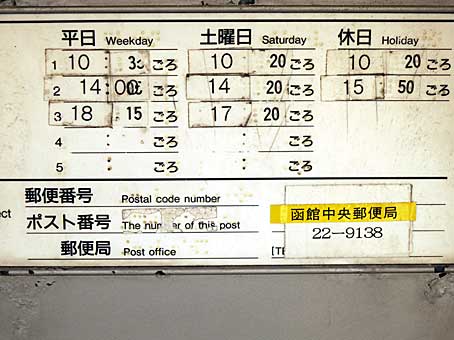 平日 Weekday 土曜日 Saturday 休日 Holiday
1 10 : 3 ごろ 10 20 ごろ 10 20 ごろ
2 14:00 ごろ 14 20 ごろ 15 50 ごろ
3 18 15 ごろ 17 20 ごろ
4 : ごろ : ごろ
5 : ごろ : ごろ
郵便番号 Postal code number
ポスト番号 The number of this post
郵便局 Post office
函館中央郵便局
22-9138